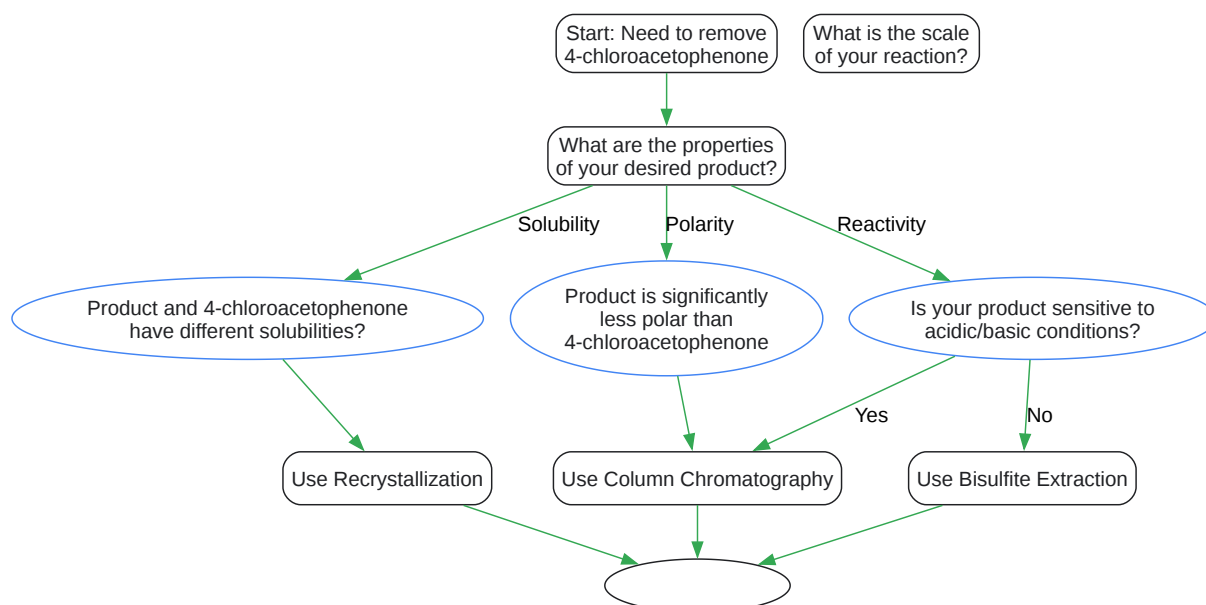 Start: Need to remove
4-chloroacetophenone
What is the scale
of your reaction?
What are the properties
of your desired product?
Solubility
Polarity
Reactivity
Product and 4-chloroacetophenone
have different solubilities?
Product is significantly
less polar than
4-chloroacetophenone
Is your product sensitive to
acidic/basic conditions?
Yes
No
Use Recrystallization
Use Column Chromatography
Use Bisulfite Extraction